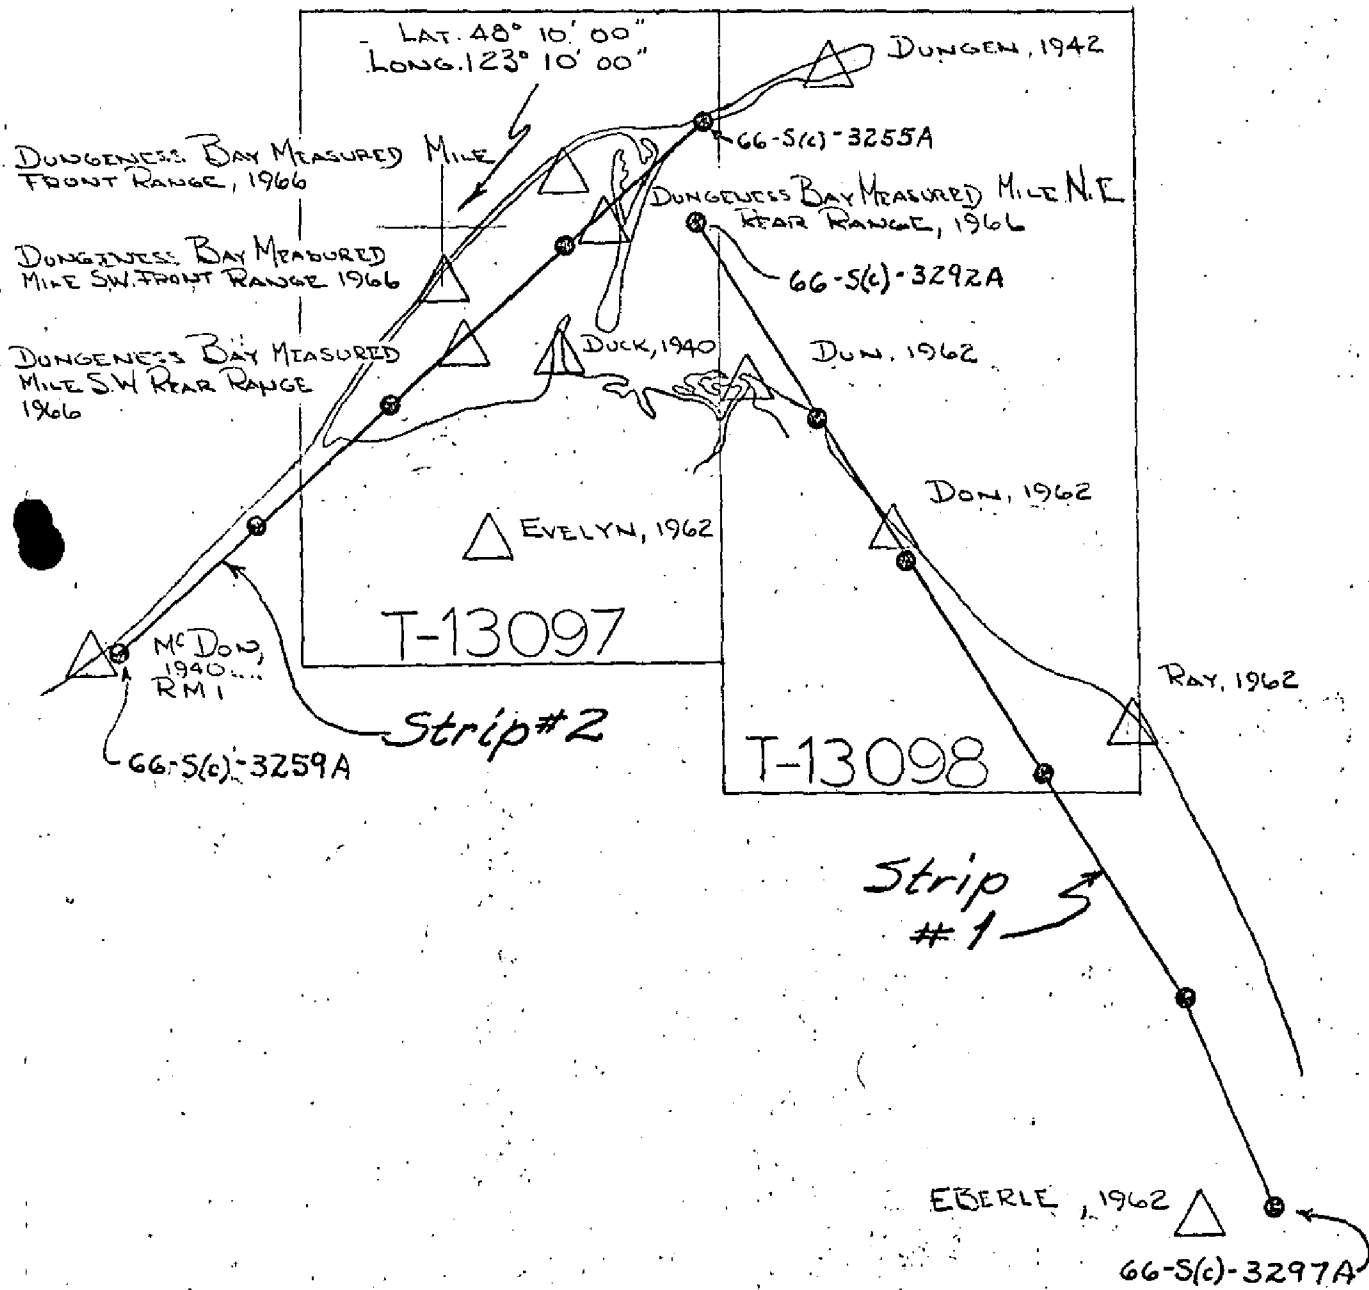 LAT. 48° 10' 00"
LONG. 123° 10' 00"
DUNGEN, 1942
66-S(c)-3255A
DUNGENESS BAY MEASURED MILE
FRONT RANGE, 1966
DUNGENESS BAY MEASURED MILE N.E
REAR RANGE, 1966
DUNGENESS BAY MEASURED
MILE S.W. FRONT RANGE 1966
66-S(c)-3292A
DUNGENESS BAY MEASURED
MILE S.W REAR RANGE
1966
DUCK, 1940
DUN, 1962
DON, 1962
EVELYN, 1962
T-13097
McDON,
1940
RM 1
RAY, 1962
Strip #2
66-S(c)-3259A
T-13098
Strip
#1
EBERLE, 1962
66-S(c)-3297A